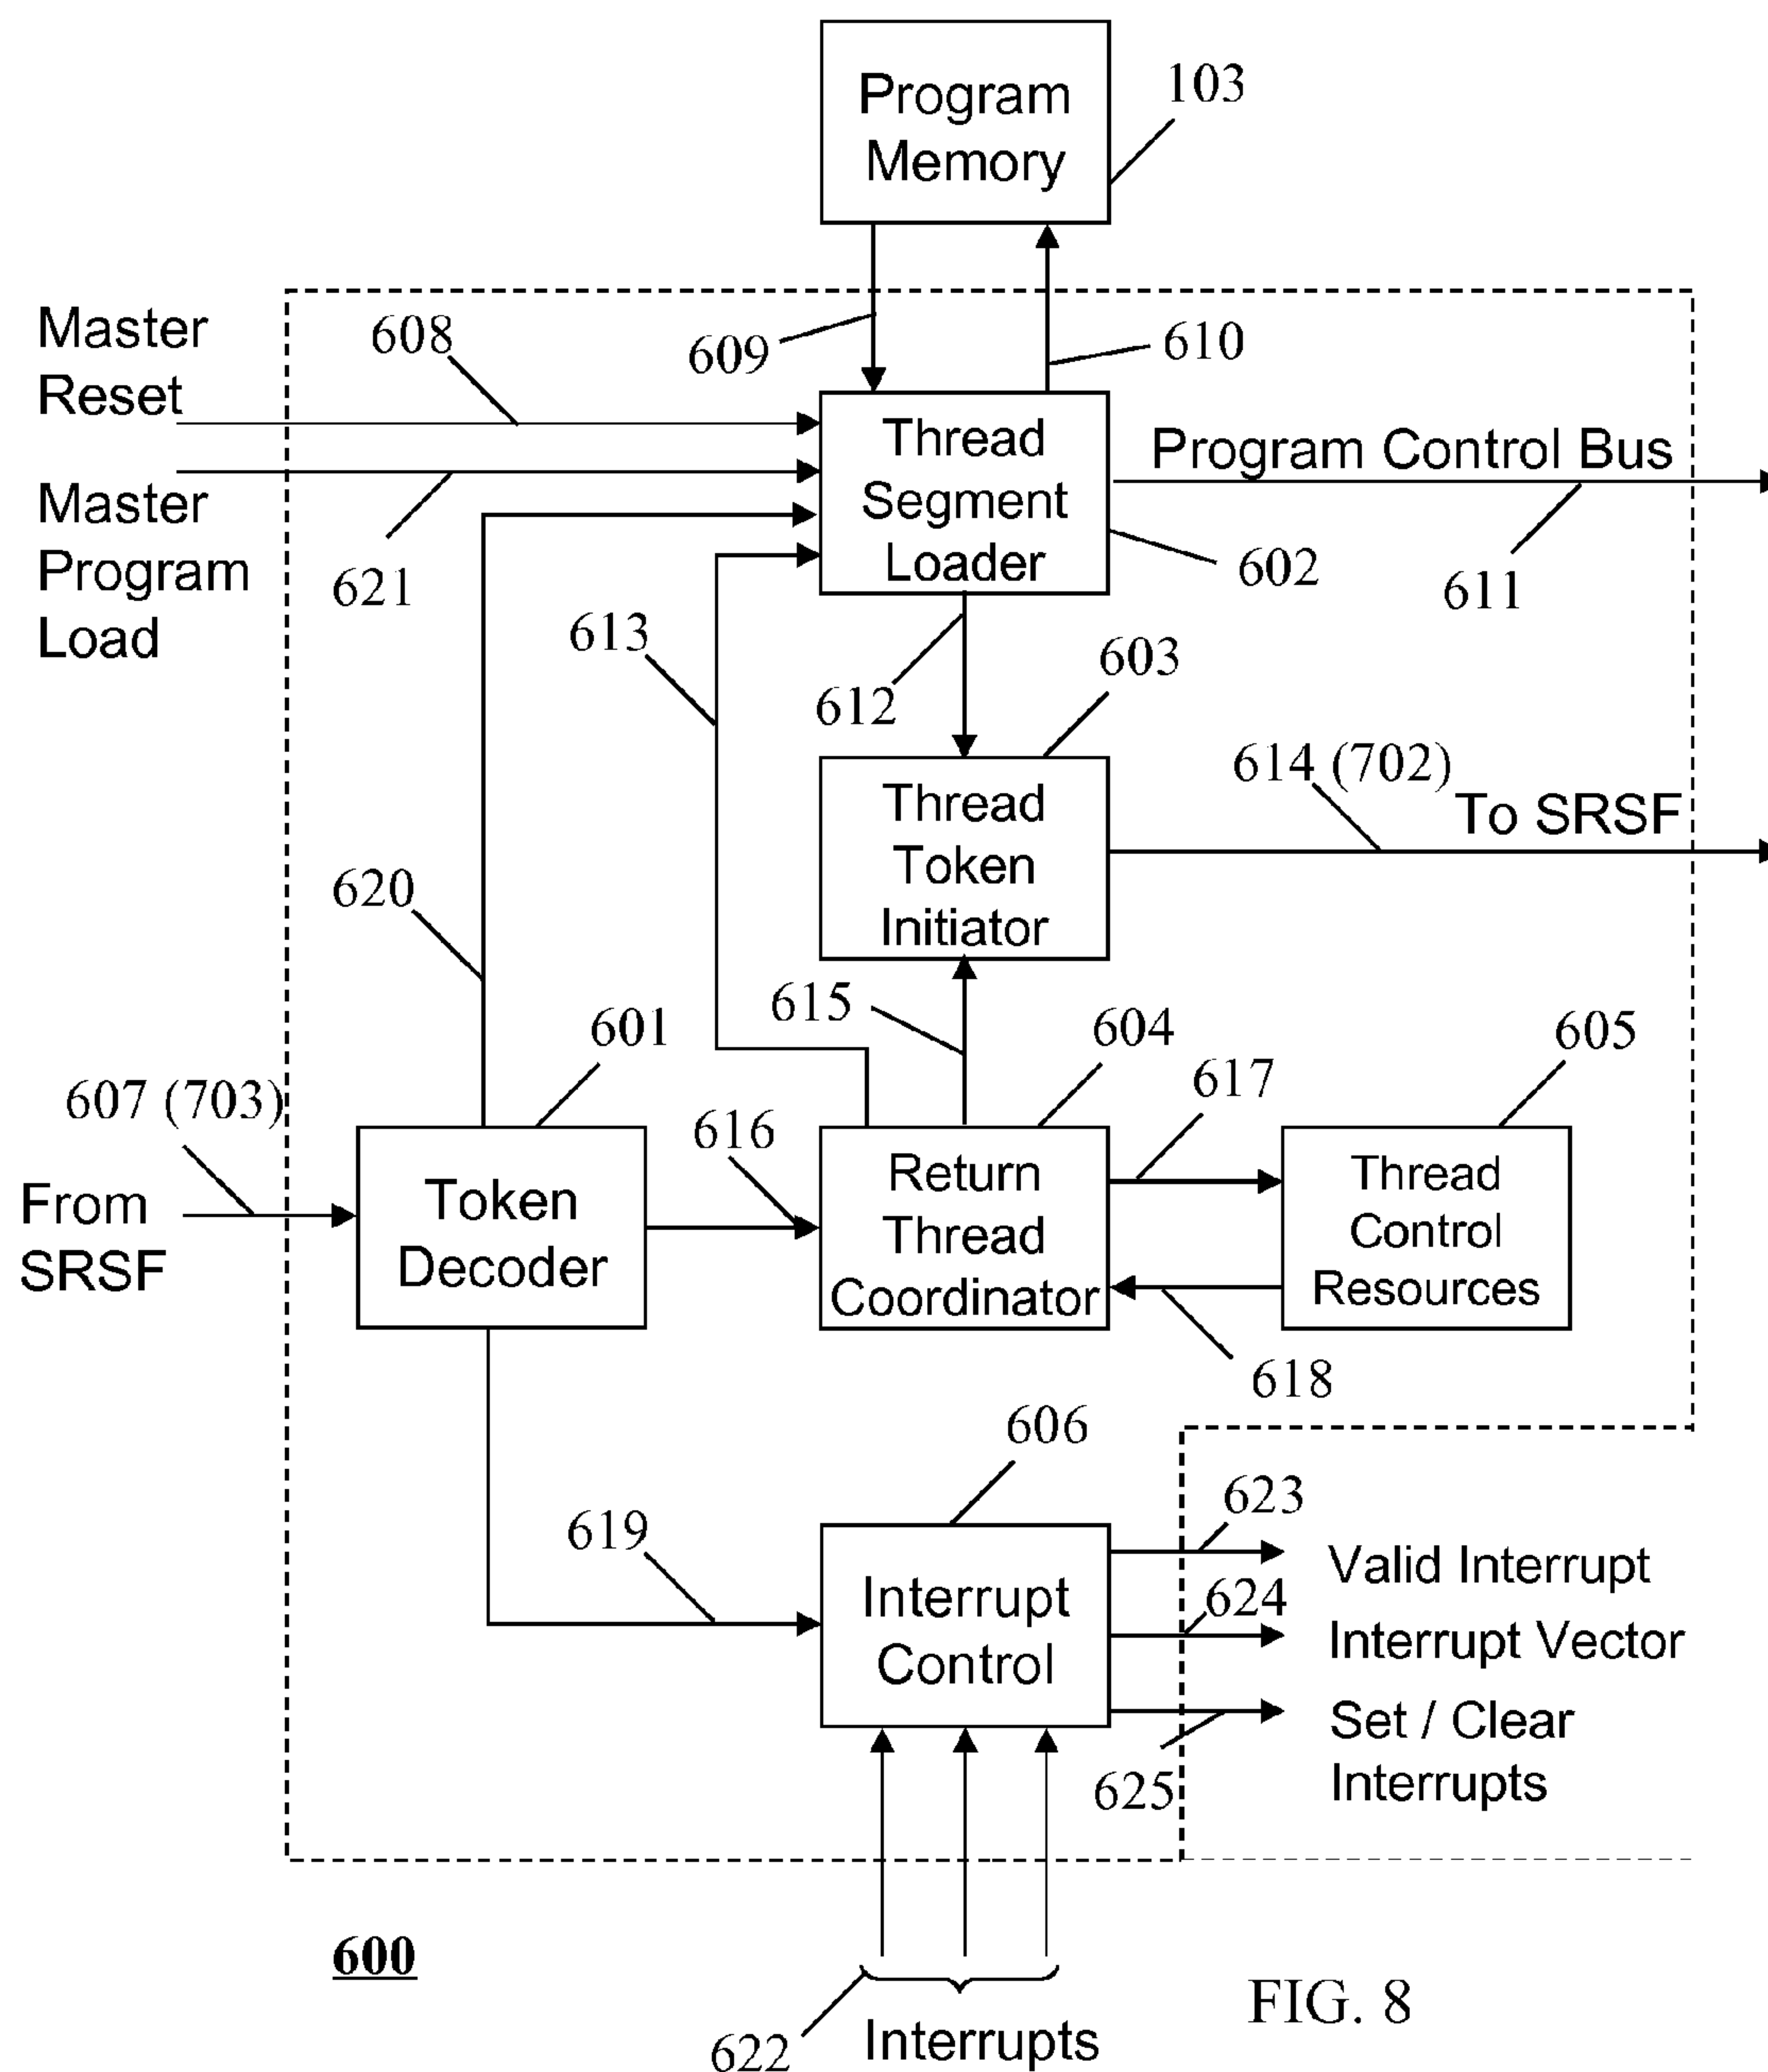 Program
Memory
103
Master
Reset
608
609
610
Thread
Segment
Loader
Program Control Bus
Master
Program
Load
621
602
611
613
612
603
Thread
Token
Initiator
614 (702)
To SRSF
620
615
601
604
617
605
607 (703)
616
From
SRSF
Token
Decoder
Return
Thread
Coordinator
Thread
Control
Resources
618
606
619
Interrupt
Control
623
Valid Interrupt
624
Interrupt Vector
Set / Clear
Interrupts
625
600
622
Interrupts
FIG. 8